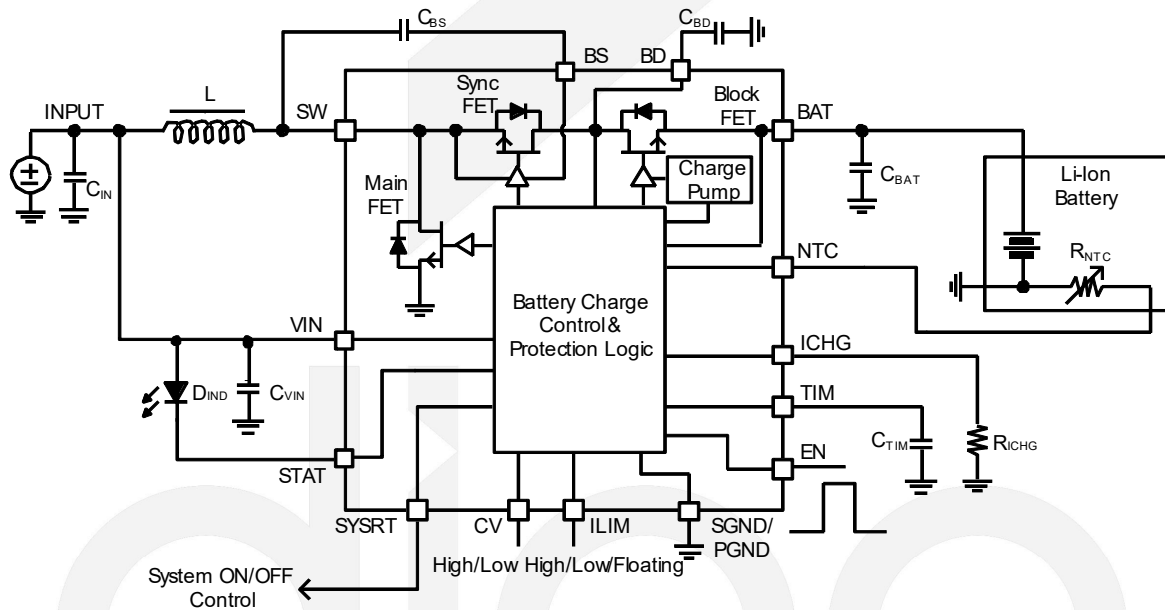 CBS
CBD
BS
BD
INPUT
L
SW
Sync
FET
Block
FET
BAT
CIN
Main
FET
Charge
Pump
CBAT
Li-Ion
Battery
RNTC
NTC
Battery Charge
Control&
Protection Logic
VIN
ICHG
DIND
CVIN
TIM
CTIM
RICHG
STAT
EN
SYSRT
CV
ILIM
SGND/
PGND
High/Low High/Low/Floating
System ON/OFF
Control